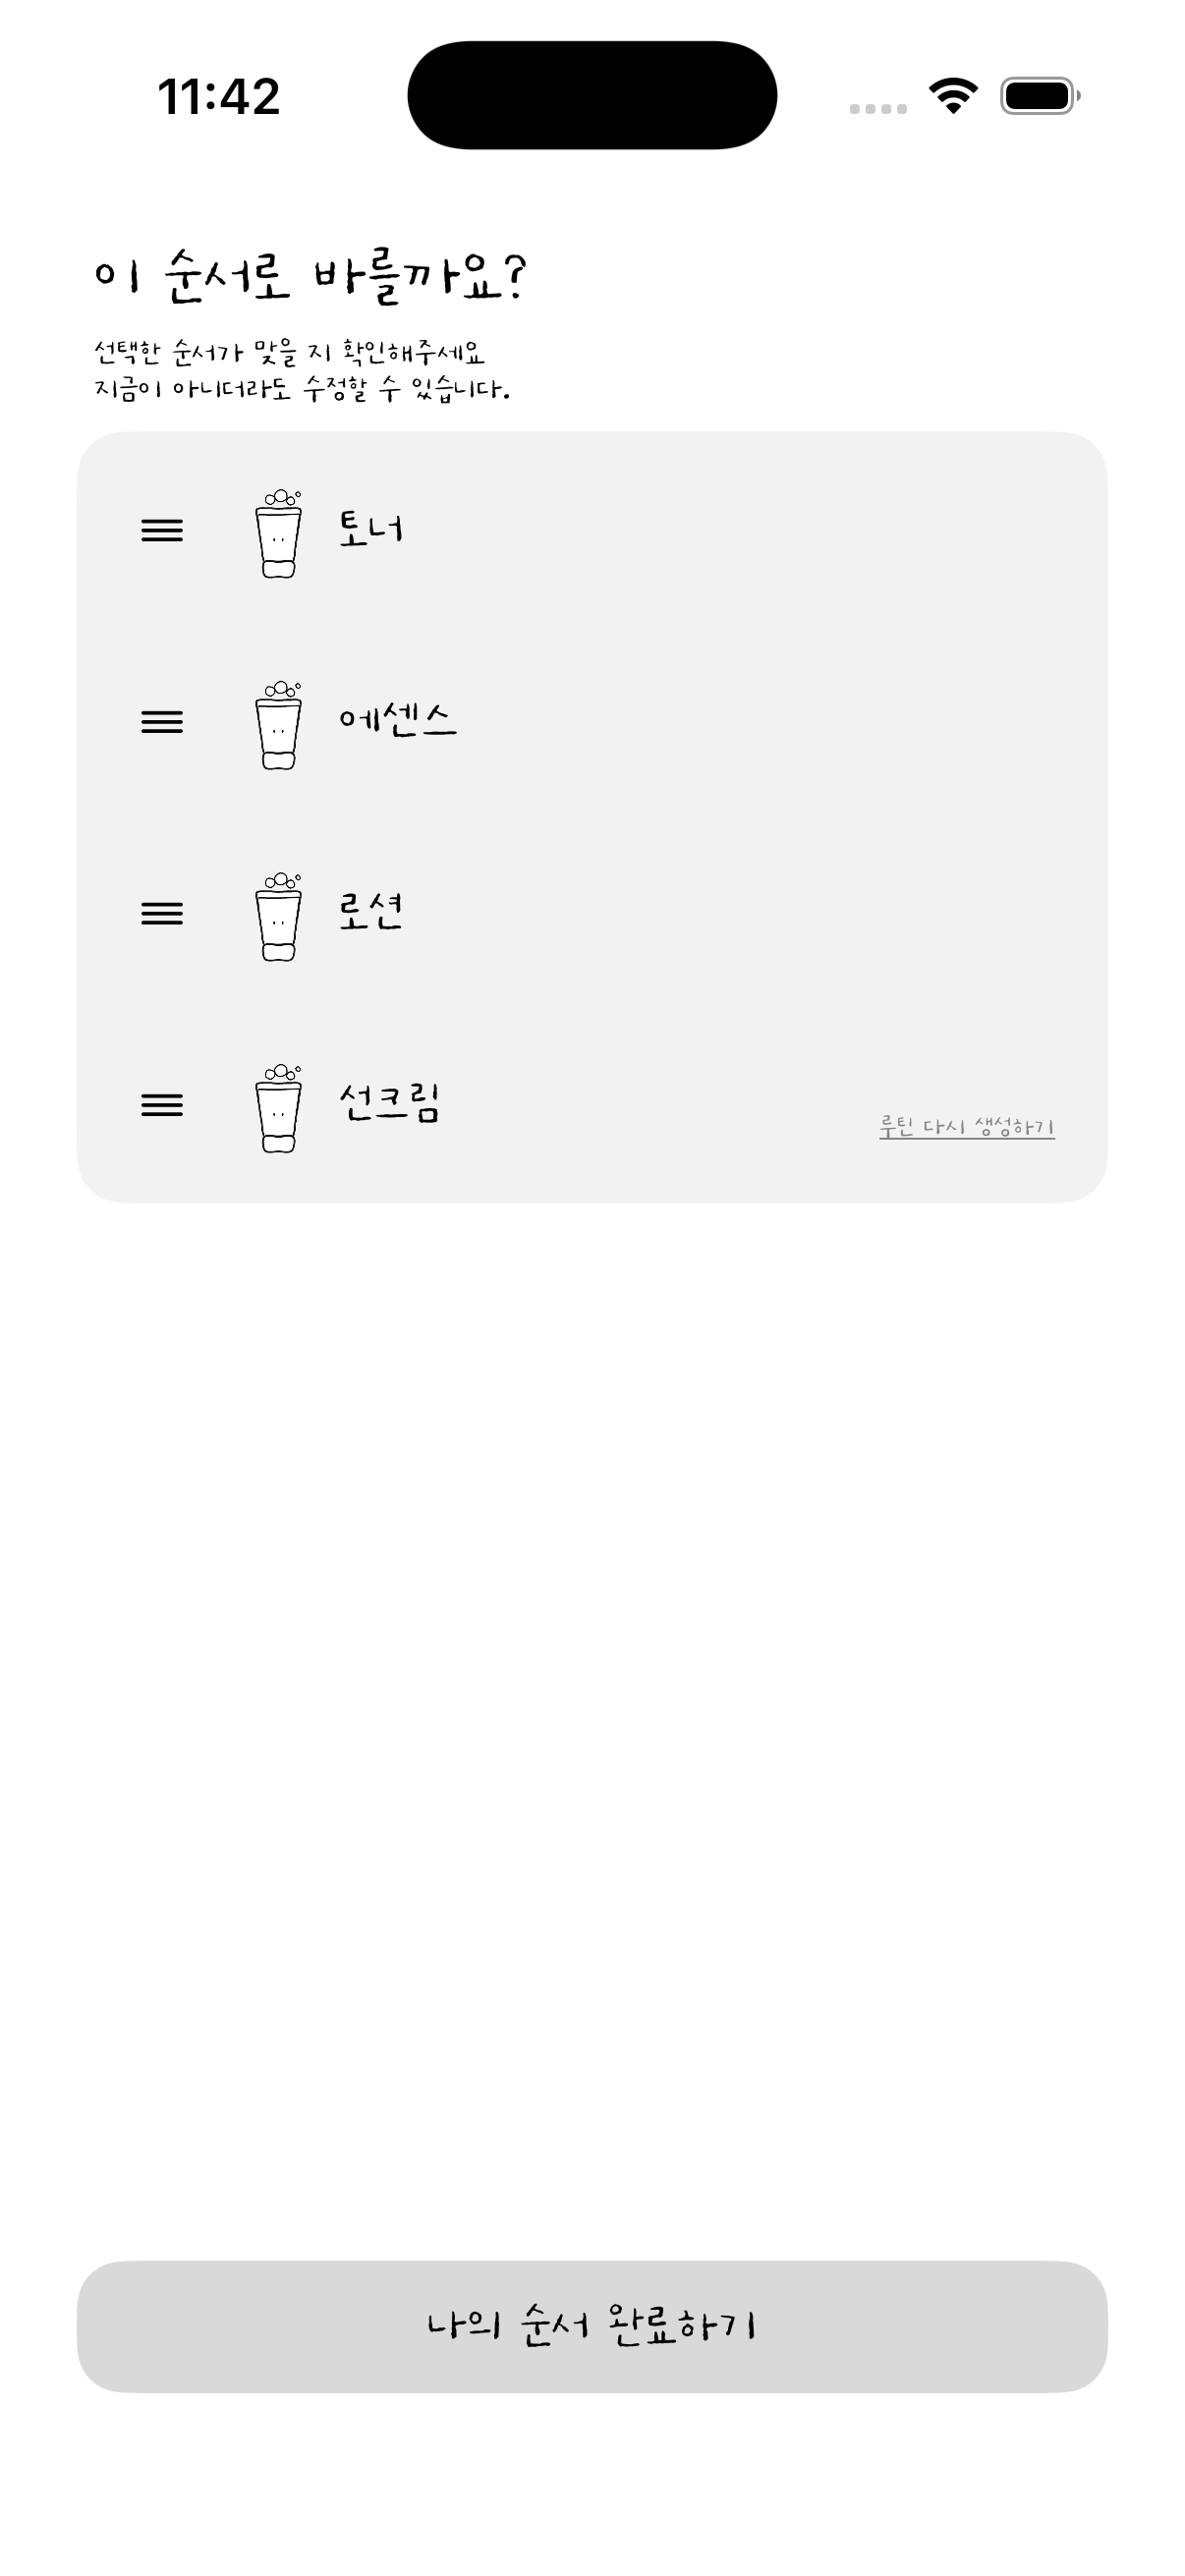 11:42
이 순서로 바를까요?
선택한 순서가 맞을 지 확인해주세요
지금이 아니더라도 수정할 수 있습니다.
토너
에센스
로션
선크림
루틴 다시 생성하기
나의 순서 완료하기